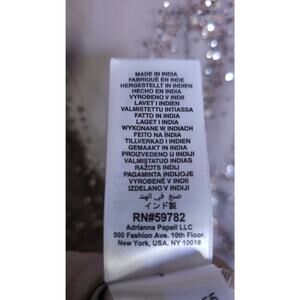 MADE IN INDIA
FABRIQUÉ EN INDE
HERGESTELLT IN INDIEN
HECHO EN INDIA
VYROBENO V INDII
LAVET I INDIEN
VALMISTETTU INTIASSA
FATTO IN INDIA
LAGET I INDIA
WYKONANE W INDIACH
FEITO NA ÍNDIA
TILLVERKAD I INDIEN
GEMAAKT IN INDIA
PROIZVEDENO U INDIJI
VALMISTATUD INDIAS
RAŽOTS INDIJ
PAGAMINTA INDIJOJE
VYROBENÉ V INDII
IZDELANO V INDIJI
صنع في الهند
インド製
RN#59782
Adrianna Papell LLC
500 Fashion Ave. 10th Floor.
New York, USA. NY 10018